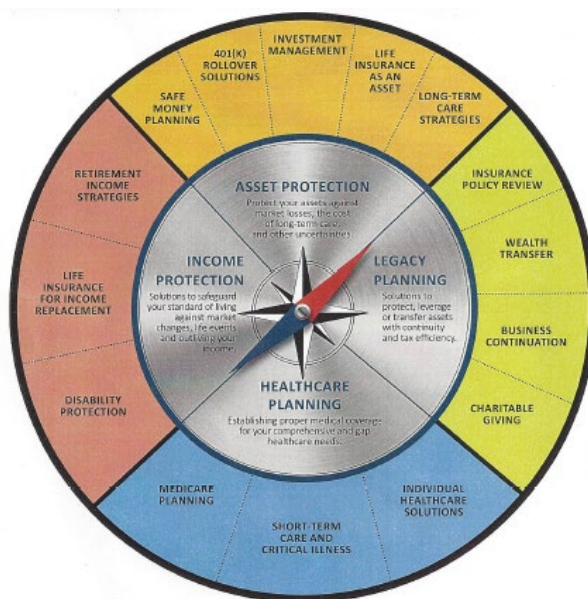 401(K)
ROLLOVER
SOLUTIONS
INVESTMENT
MANAGEMENT
LIFE
INSURANCE
AS AN
ASSET
SAFE
MONEY
PLANNING
LONG-TERM
CARE
STRATEGIES
RETIREMENT
INCOME
STRATEGIES
INSURANCE
POLICY REVIEW
ASSET PROTECTION
Protect your assets against
market losses, the cost
of long-term care,
and other uncertainties.
LIFE
INSURANCE
FOR INCOME
REPLACEMENT
INCOME
PROTECTION
Solutions to safeguard
your standard of living
against market
changes, life events
and outliving your
income.
LEGACY
PLANNING
Solutions to
protect, leverage
or transfer assets
with continuity
and tax efficiency.
WEALTH
TRANSFER
BUSINESS
CONTINUATION
DISABILITY
PROTECTION
HEALTHCARE
PLANNING
Establishing proper medical coverage
for your comprehensive and gap
healthcare needs.
CHARITABLE
GIVING
MEDICARE
PLANNING
SHORT-TERM
CARE AND
CRITICAL ILLNESS
INDIVIDUAL
HEALTHCARE
SOLUTIONS